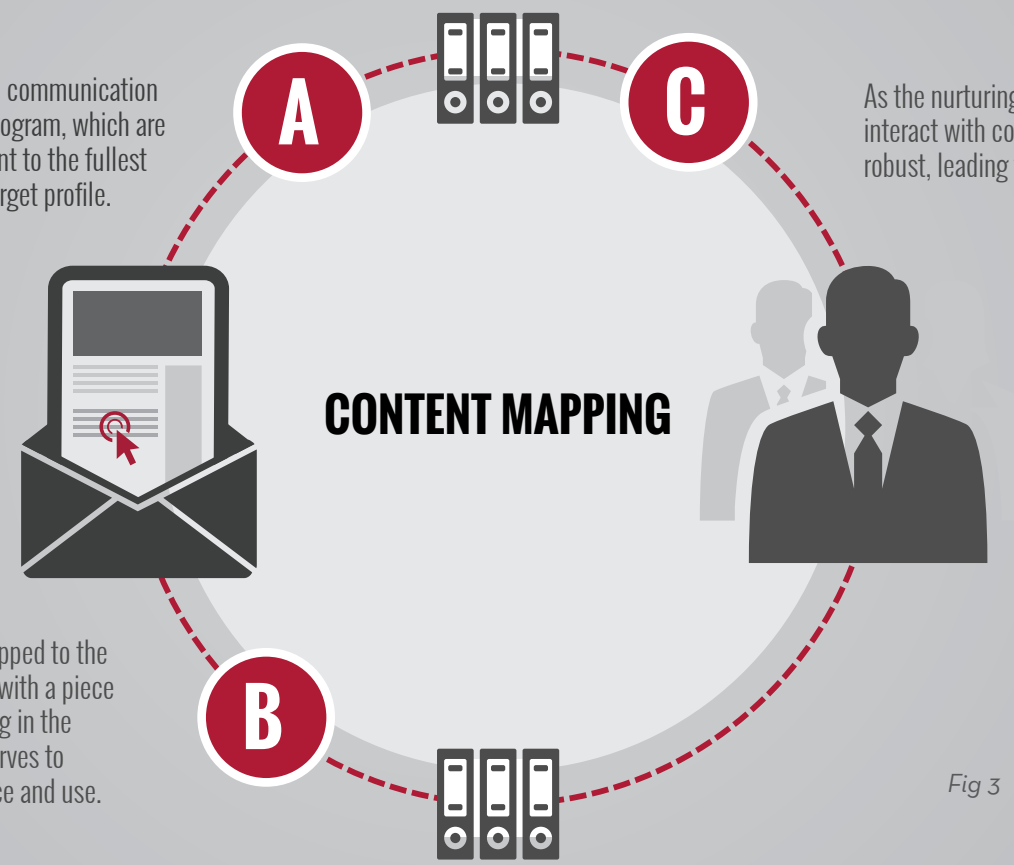 communication
ogram, which are
nt to the fullest
rget profile.
A
C
As the nurturing
interact with co
robust, leading
CONTENT MAPPING
pped to the
with a piece
g in the
rves to
ce and use.
B
Fig 3